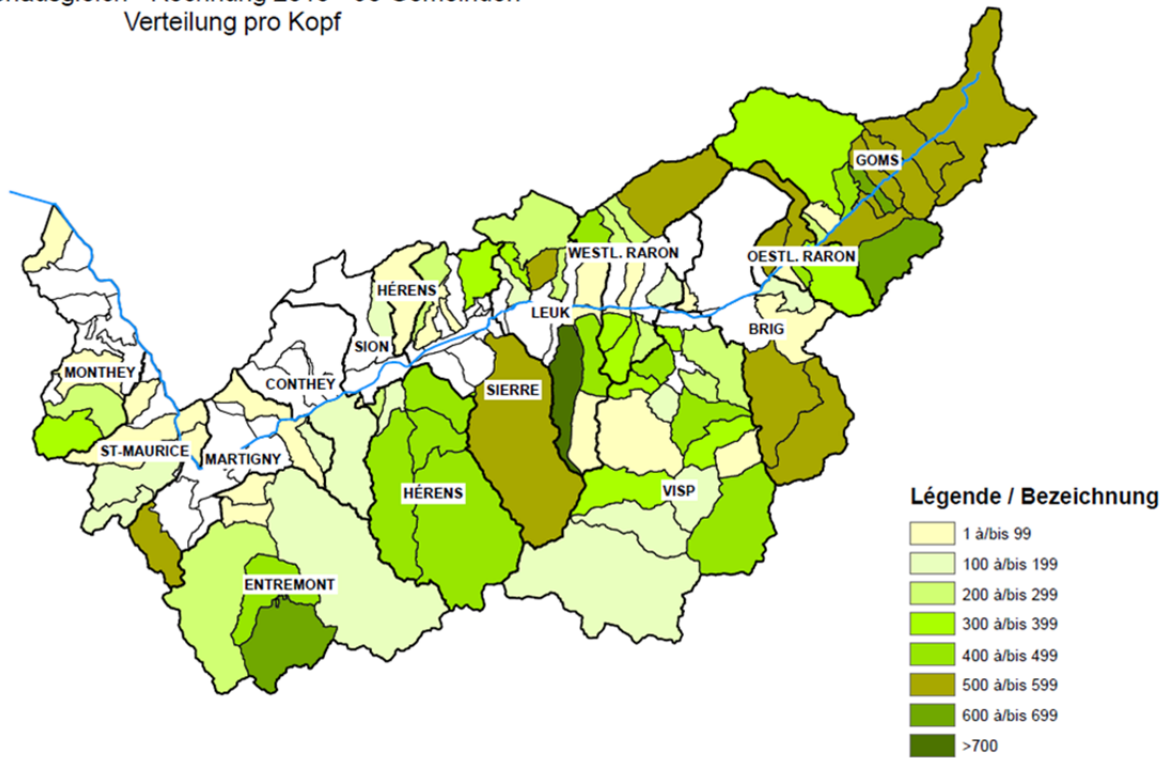 Verteilung pro Kopf
GOMS
WESTL. RARON
OESTL. RARON
HÉRENS
LEUK
BRIG
SION
MONTHEY
CONTHEY
SIERRE
ST-MAURICE
MARTIGNY
HÉRENS
VISP
ENTREMONT
Légende / Bezeichnung
1 à/bis 99
100 à/bis 199
200 à/bis 299
300 à/bis 399
400 à/bis 499
500 à/bis 599
600 à/bis 699
>700